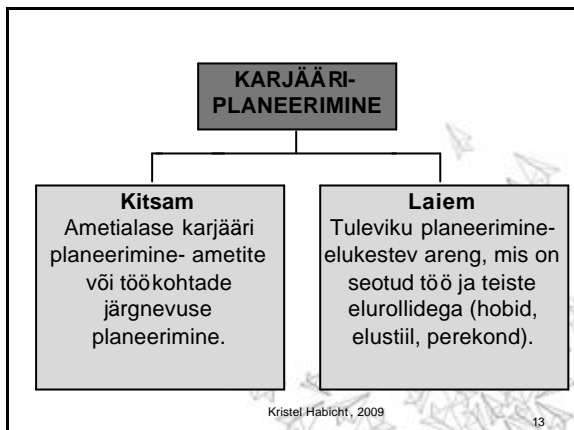 KARJÄÄRI-
PLANEERIMINE
Kitsam
Ametialase karjääri
planeerimine- ametite
või töökohtade
järgnevuse
planeerimine.
Laiem
Tuleviku planeerimine-
elukestev areng, mis on
seotud töö ja teiste
elurollidega (hobid,
elustiil, perekond).
Kristel Habicht, 2009
13